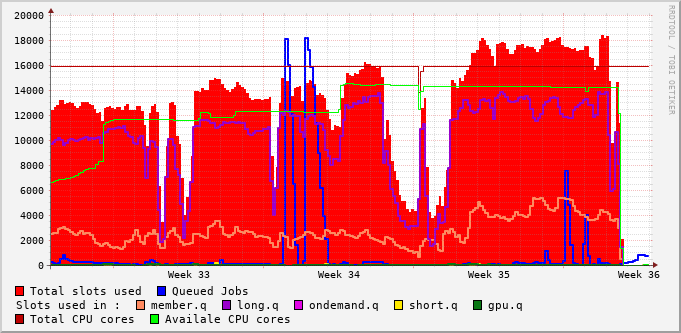 20000
18000
16000
14000
12000
10000
8000
6000
4000
2000
0
Week 33 Week 34 Week 35 Week 36
RRDTOOL / TOBI OETIKER
Total slots used Queued Jobs
Slots used in : member.q long.q ondemand.q short.q gpu.q
Total CPU cores Availale CPU cores